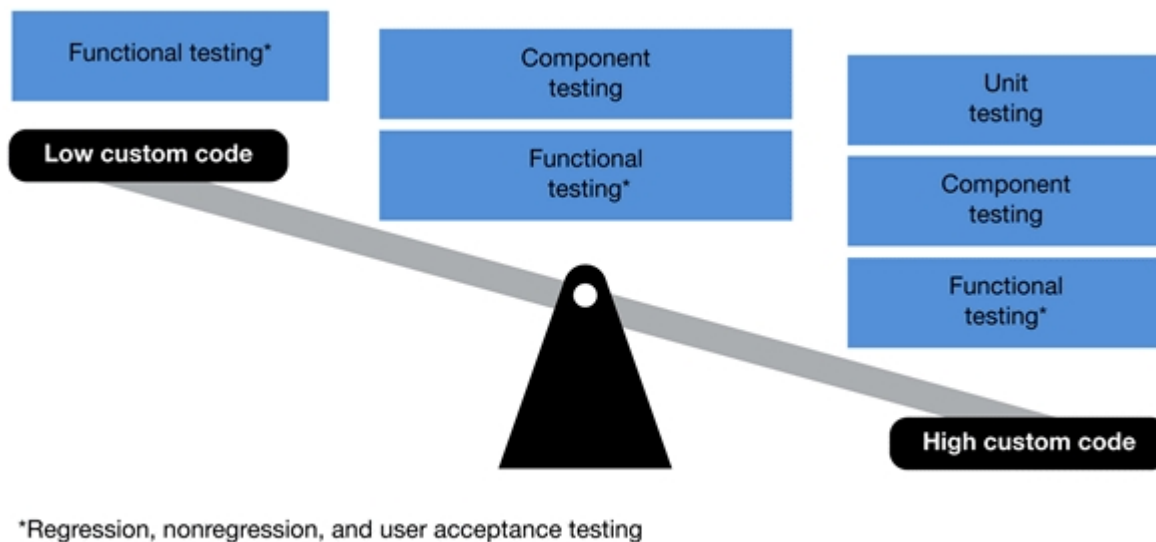 Functional testing*
Low custom code
Component
testing
Functional
testing*
Unit
testing
Component
testing
Functional
testing*
High custom code
*Regression, nonregression, and user acceptance testing